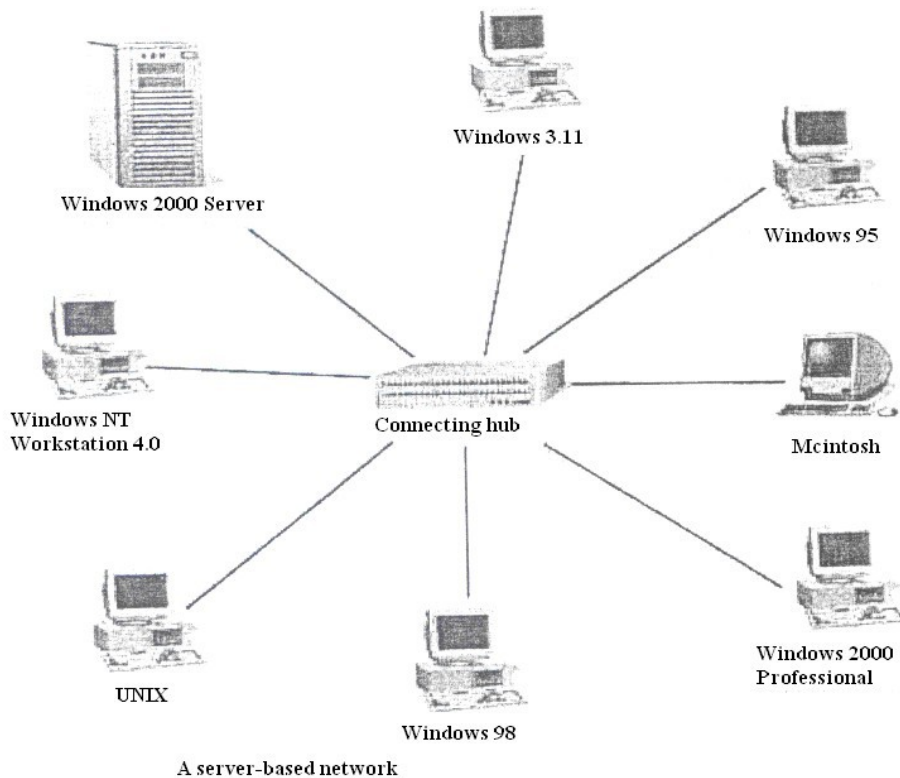 Windows 3.11
Windows 2000 Server
Windows 95
Windows NT
Workstation 4.0
Connecting hub
Mcintosh
UNIX
Windows 98
Windows 2000
Professional
A server-based network